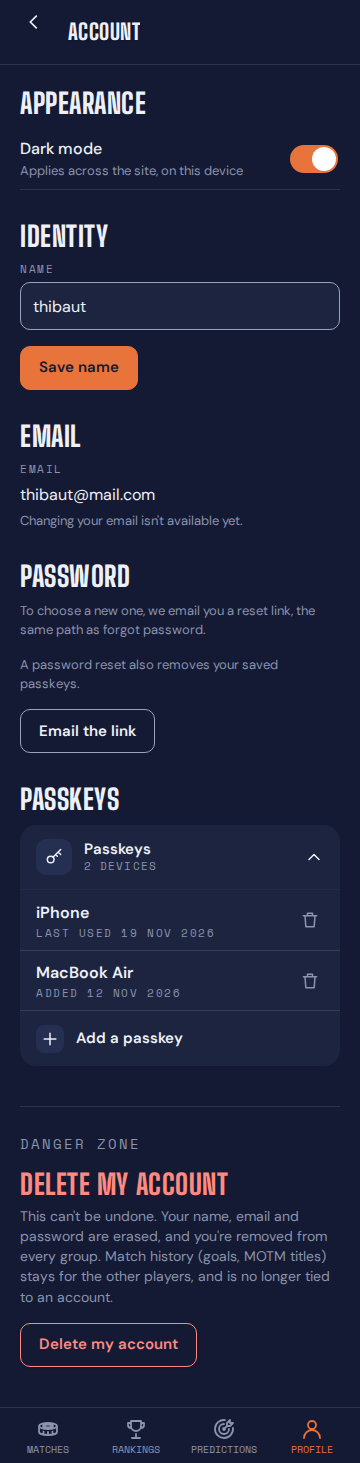 ACCOUNT
APPEARANCE
Dark mode
Applies across the site, on this device
IDENTITY
NAME
thibaut
Save name
EMAIL
EMAIL
thibaut@mail.com
Changing your email isn't available yet.
PASSWORD
To choose a new one, we email you a reset link, the
same path as forgot password.
A password reset also removes your saved
passkeys.
Email the link
PASSKEYS
Passkeys
2 DEVICES
iPhone
LAST USED 19 NOV 2026
MacBook Air
ADDED 12 NOV 2026
Add a passkey
DANGER ZONE
DELETE MY ACCOUNT
This can't be undone. Your name, email and
password are erased, and you're removed from
every group. Match history (goals, MOTM titles)
stays for the other players, and is no longer tied
to an account.
Delete my account
MATCHES
RANKINGS
PREDICTIONS
PROFILE